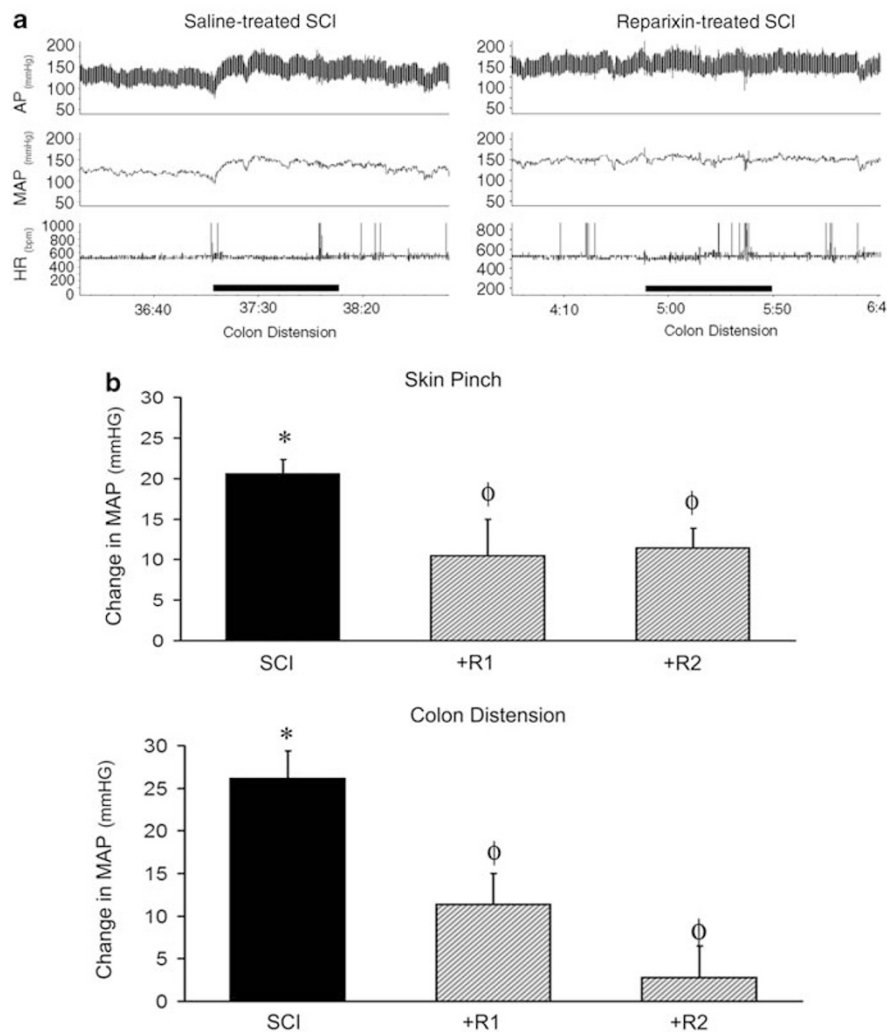 a
Saline-treated SCI
Reparixin-treated SCI
AP (mmHg)
200
150
100
50
200
150
100
50
MAP (mmHg)
200
150
100
50
200
150
100
50
HR (bpm)
1000
800
600
400
200
0
800
600
400
200
36:40
37:30
38:20
4:10
5:00
5:50
6:4
Colon Distension
Colon Distension
b
Skin Pinch
Change in MAP (mmHG)
30
25
20
15
10
5
0
*
ϕ
ϕ
SCI
+R1
+R2
Colon Distension
Change in MAP (mmHG)
30
25
20
15
10
5
0
*
ϕ
ϕ
SCI
+R1
+R2